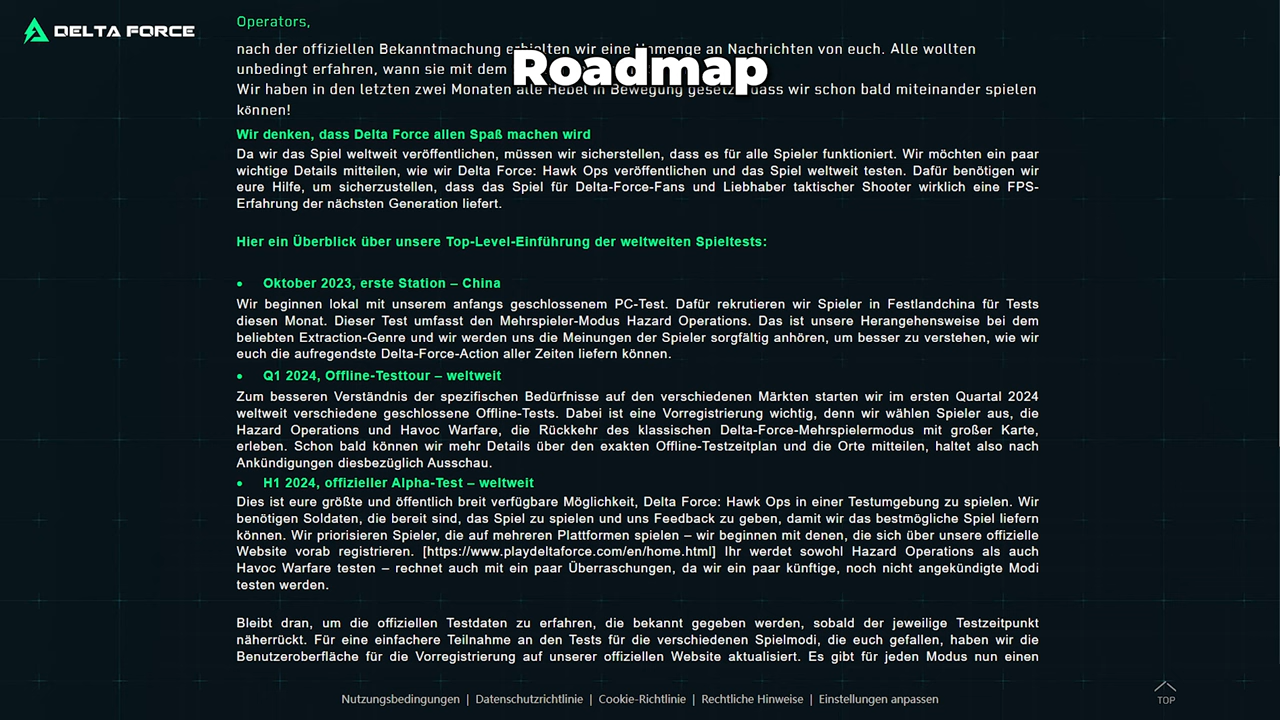 DELTA FORCE
Operators,
nach der offiziellen Bekanntmachung erhielten wir eine Unmenge an Nachrichten von euch. Alle wollten
unbedingt erfahren, wann sie mit dem
Roadmap
Wir haben in den letzten zwei Monaten alle Hebel in Bewegung gesetzt, dass wir schon bald miteinander spielen
können!
Wir denken, dass Delta Force allen Spaß machen wird
Da wir das Spiel weltweit veröffentlichen, müssen wir sicherstellen, dass es für alle Spieler funktioniert. Wir möchten ein paar
wichtige Details mitteilen, wie wir Delta Force: Hawk Ops veröffentlichen und das Spiel weltweit testen. Dafür benötigen wir
eure Hilfe, um sicherzustellen, dass das Spiel für Delta-Force-Fans und Liebhaber taktischer Shooter wirklich eine FPS-
Erfahrung der nächsten Generation liefert.
Hier ein Überblick über unsere Top-Level-Einführung der weltweiten Spieltests:
• Oktober 2023, erste Station – China
Wir beginnen lokal mit unserem anfangs geschlossenem PC-Test. Dafür rekrutieren wir Spieler in Festlandchina für Tests
diesen Monat. Dieser Test umfasst den Mehrspieler-Modus Hazard Operations. Das ist unsere Herangehensweise bei dem
beliebten Extraction-Genre und wir werden uns die Meinungen der Spieler sorgfältig anhören, um besser zu verstehen, wie wir
euch die aufregendste Delta-Force-Action aller Zeiten liefern können.
• Q1 2024, Offline-Testtour – weltweit
Zum besseren Verständnis der spezifischen Bedürfnisse auf den verschiedenen Märkten starten wir im ersten Quartal 2024
weltweit verschiedene geschlossene Offline-Tests. Dabei ist eine Vorregistrierung wichtig, denn wir wählen Spieler aus, die
Hazard Operations und Havoc Warfare, die Rückkehr des klassischen Delta-Force-Mehrspielermodus mit großer Karte,
erleben. Schon bald können wir mehr Details über den exakten Offline-Testzeitplan und die Orte mitteilen, haltet also nach
Ankündigungen diesbezüglich Ausschau.
• H1 2024, offizieller Alpha-Test – weltweit
Dies ist eure größte und öffentlich breit verfügbare Möglichkeit, Delta Force: Hawk Ops in einer Testumgebung zu spielen. Wir
benötigen Soldaten, die bereit sind, das Spiel zu spielen und uns Feedback zu geben, damit wir das bestmögliche Spiel liefern
können. Wir priorisieren Spieler, die auf mehreren Plattformen spielen – wir beginnen mit denen, die sich über unsere offizielle
Website vorab registrieren. [https://www.playdeltaforce.com/en/home.html] Ihr werdet sowohl Hazard Operations als auch
Havoc Warfare testen – rechnet auch mit ein paar Überraschungen, da wir ein paar künftige, noch nicht angekündigte Modi
testen werden.
Bleibt dran, um die offiziellen Testdaten zu erfahren, die bekannt gegeben werden, sobald der jeweilige Testzeitpunkt
näherrückt. Für eine einfachere Teilnahme an den Tests für die verschiedenen Spielmodi, die euch gefallen, haben wir die
Benutzeroberfläche für die Vorregistrierung auf unserer offiziellen Website aktualisiert. Es gibt für jeden Modus nun einen
Nutzungsbedingungen | Datenschutzrichtlinie | Cookie-Richtlinie | Rechtliche Hinweise | Einstellungen anpassen
TOP